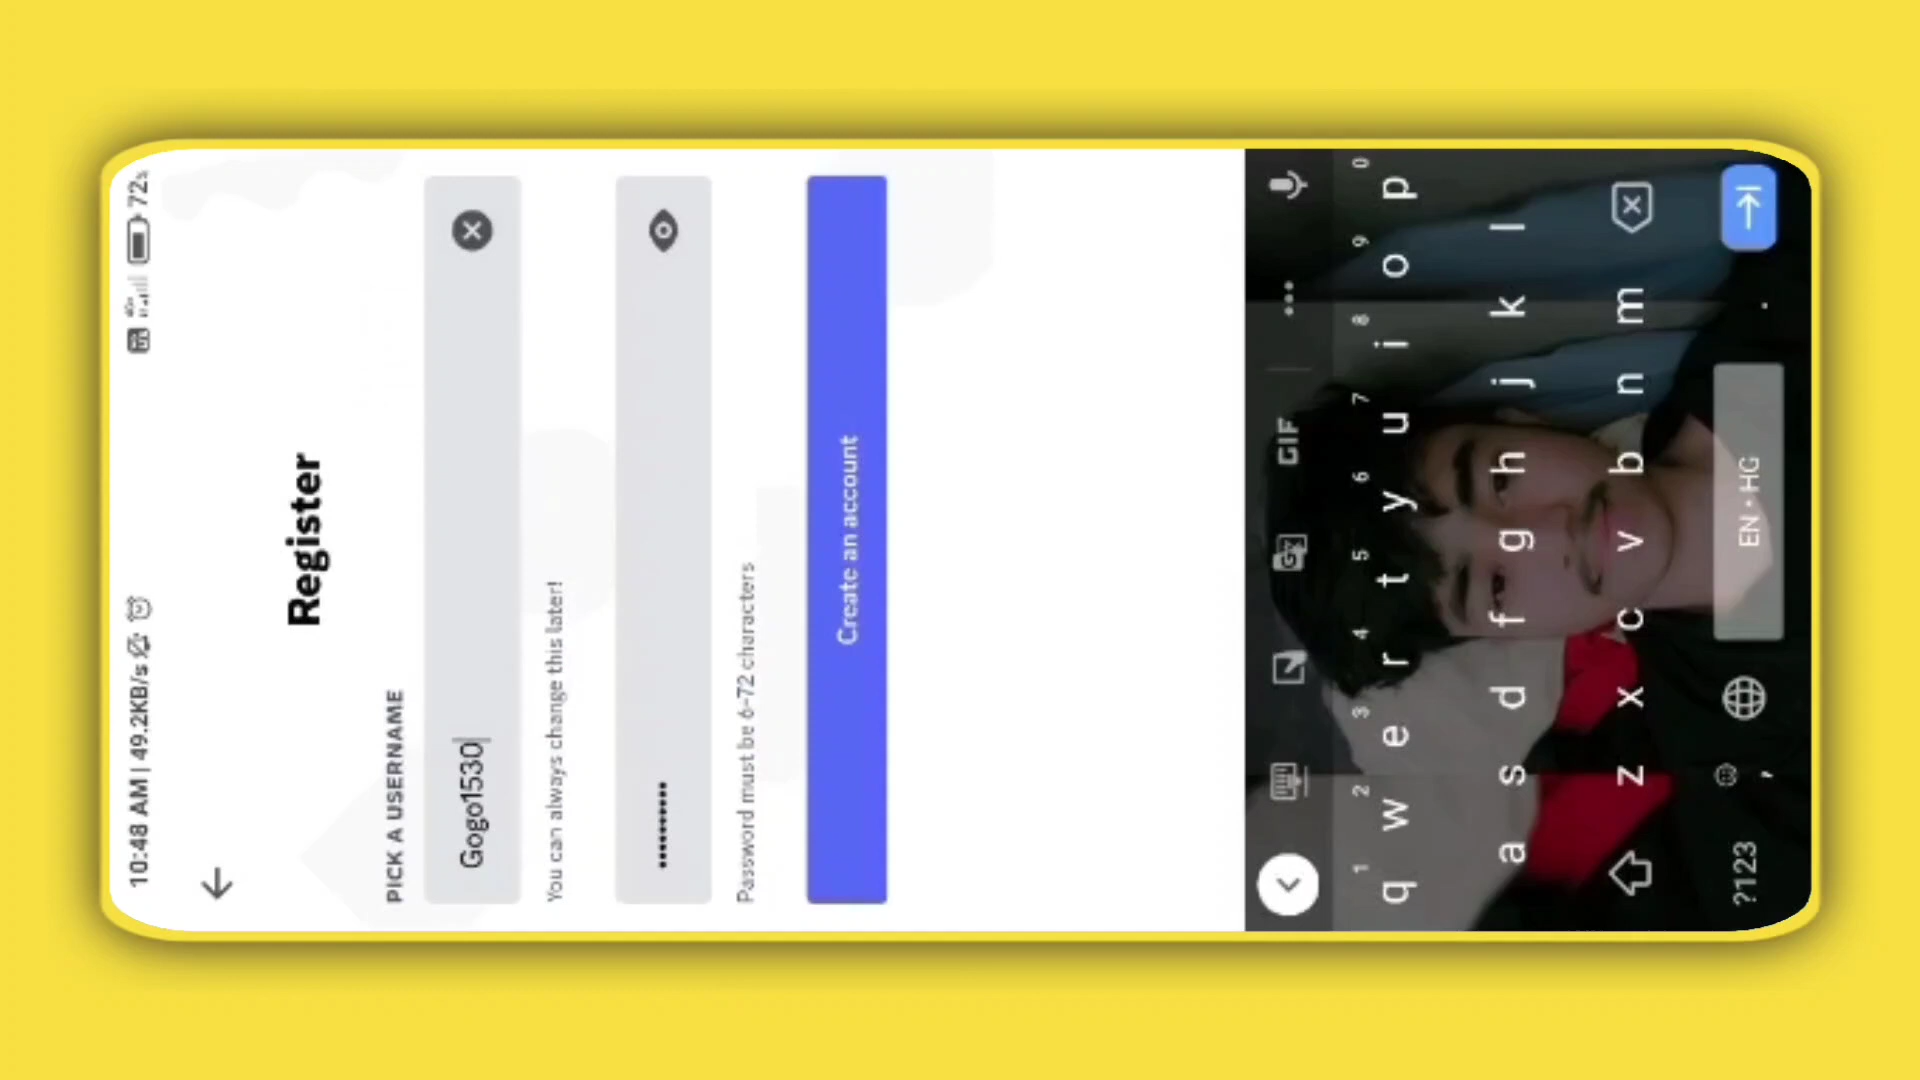 10:48 AM | 49.2KB/s
4G+
72%
Register
PICK A USERNAME
Gogo1530
You can always change this later!
••••••••••
Password must be 6-72 characters
Create an account
GIF
1 2 3 4 5 6 7 8 9 0
q w e r t y u i o p
a s d f g h j k l
z x c v b n m
?123 , EN • HG .